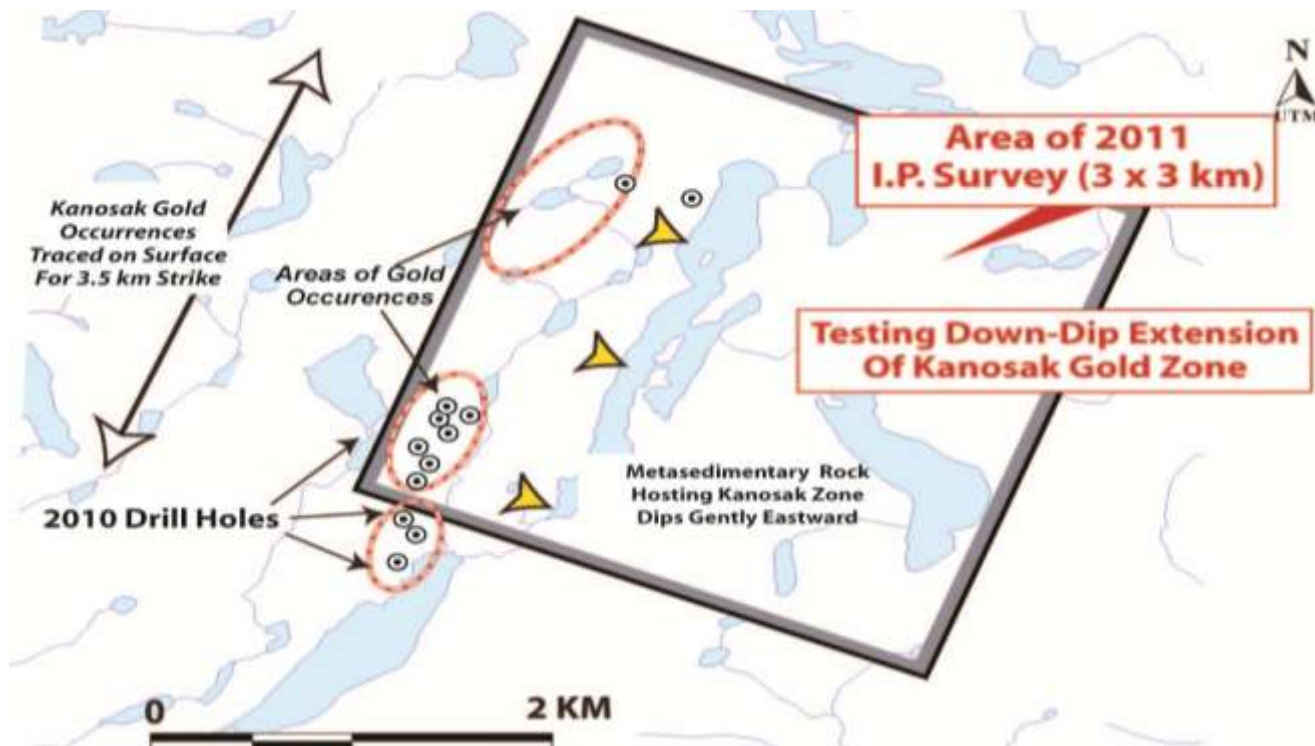 N
UTM
Area of 2011
I.P. Survey (3 x 3 km)
Kanosak Gold
Occurrences
Traced on Surface
For 3.5 km Strike
Areas of Gold
Occurences
Testing Down-Dip Extension
Of Kanosak Gold Zone
Metasedimentary Rock
Hosting Kanosak Zone
Dips Gently Eastward
2010 Drill Holes
0
2 KM